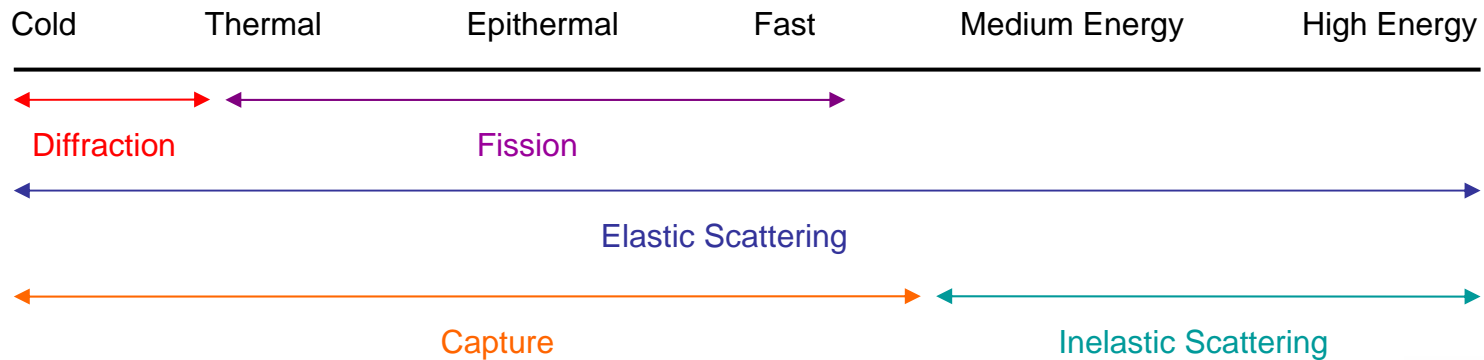 Cold Thermal Epithermal Fast Medium Energy High Energy
Diffraction Fission
Elastic Scattering
Capture Inelastic Scattering